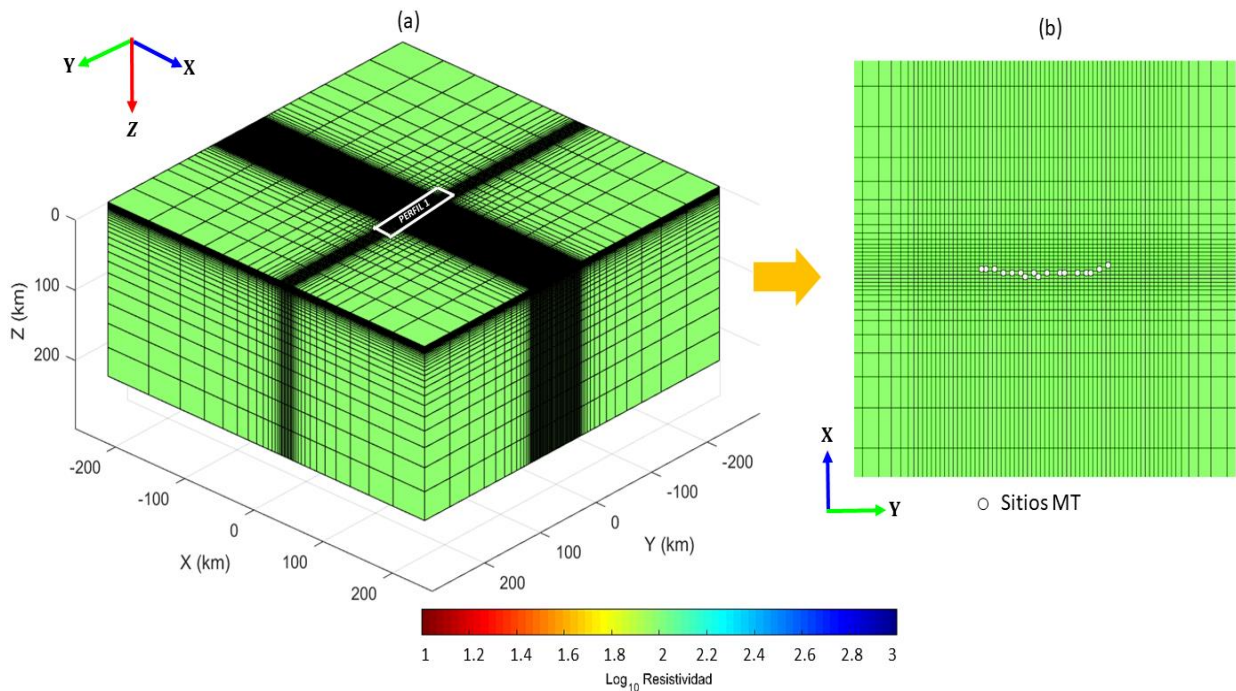 (a)
(b)
Y
X
Z
PERFIL 1
0
100
200
Z (km)
-200
-100
0
100
200
X (km)
-200
-100
0
100
200
Y (km)
X
Y
Sitios MT
1 1.2 1.4 1.6 1.8 2 2.2 2.4 2.6 2.8 3
Log10 Resistividad